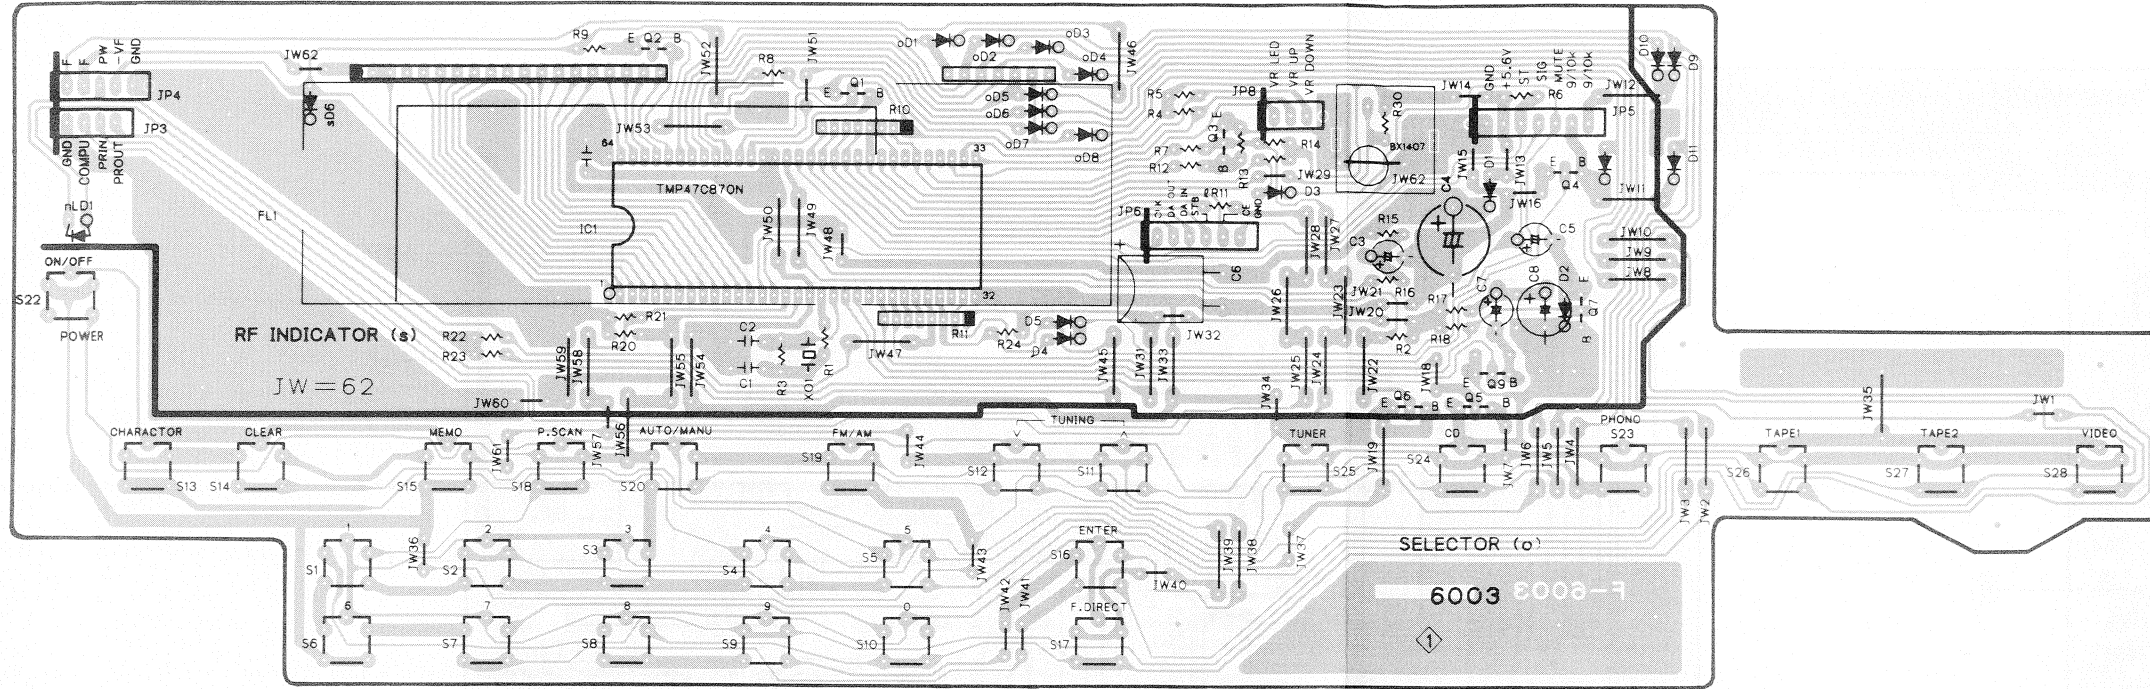 F
F
PW
-VF
GND
JP4
JP3
GND
COMPU
PRIN
PROUT
JW62
sD6
R9
E Q2 B
JW52
R8
JW51
E Q1 B
R10
JW53
64
33
oD1
oD2
oD3
oD4
oD5
oD6
oD7
oD8
JW46
R5
R4
R7
R12
Q3
E
B
R13
JP8
VR LED
VR UP
VR DOWN
R14
JW29
D3
R30
BX1407
JW62
JW14
GND
+5.6V
ST
SIG
MUTE
9/10k
9/10k
R6
JW12
JP5
D10
D9
D11
JW15
D1
JW13
E B
Q4
JW11
JW16
nLD1
FL1
IC1
TMP47C870N
JW50
JW49
JW48
JP6
CLK
DA OUT
DA IN
STB
R11
CE
GND
JW28
JW27
R15
C3
C4
C5
JW10
JW9
JW8
ON/OFF
S22
POWER
32
C6
JW26
JW23
JW21
R16
JW20
R17
R18
R2
C7
C8
D2
E
Q7
B
RF INDICATOR (s)
JW=62
R22
R23
R21
R20
C2
C1
R3
XO1
R1
JW47
R11
R24
D5
D4
JW32
JW59
JW58
JW55
JW54
JW45
JW31
JW33
JW25
JW24
JW22
JW18
E Q9 B
JW60
JW57
JW56
JW34
E Q6 B
E Q5 B
JW35
JW1
CHARACTOR
CLEAR
MEMO
P.SCAN
AUTO/MANU
FM/AM
TUNING
TUNER
CD
PHONO
TAPE1
TAPE2
VIDEO
S13
S14
S15
JW61
S18
S20
S19
JW44
S12
S11
S25
JW19
S24
JW7
JW6
JW5
JW4
S23
JW3
JW2
S26
S27
S28
1
2
3
4
5
ENTER
S1
JW36
S2
S3
S4
S5
JW43
S16
JW40
JW39
JW38
JW37
SELECTOR (o)
6
7
8
9
0
F.DIRECT
S6
S7
S8
S9
S10
JW42
JW41
S17
6003
F-6003
1